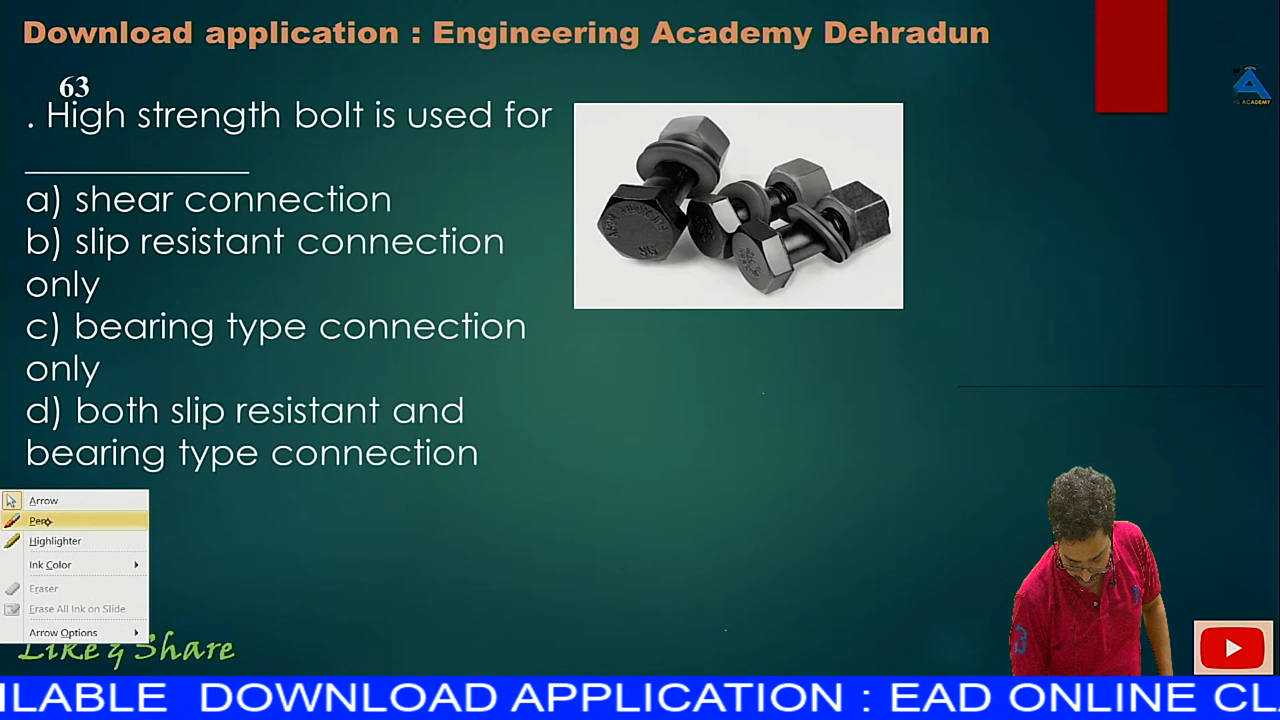 Download application : Engineering Academy Dehradun
63
. High strength bolt is used for
____________
a) shear connection
b) slip resistant connection
only
c) bearing type connection
only
d) both slip resistant and
bearing type connection
Arrow
Pen
Highlighter
Ink Color
Eraser
Erase All Ink on Slide
Arrow Options
Like & Share
ILABLE DOWNLOAD APPLICATION : EAD ONLINE CL